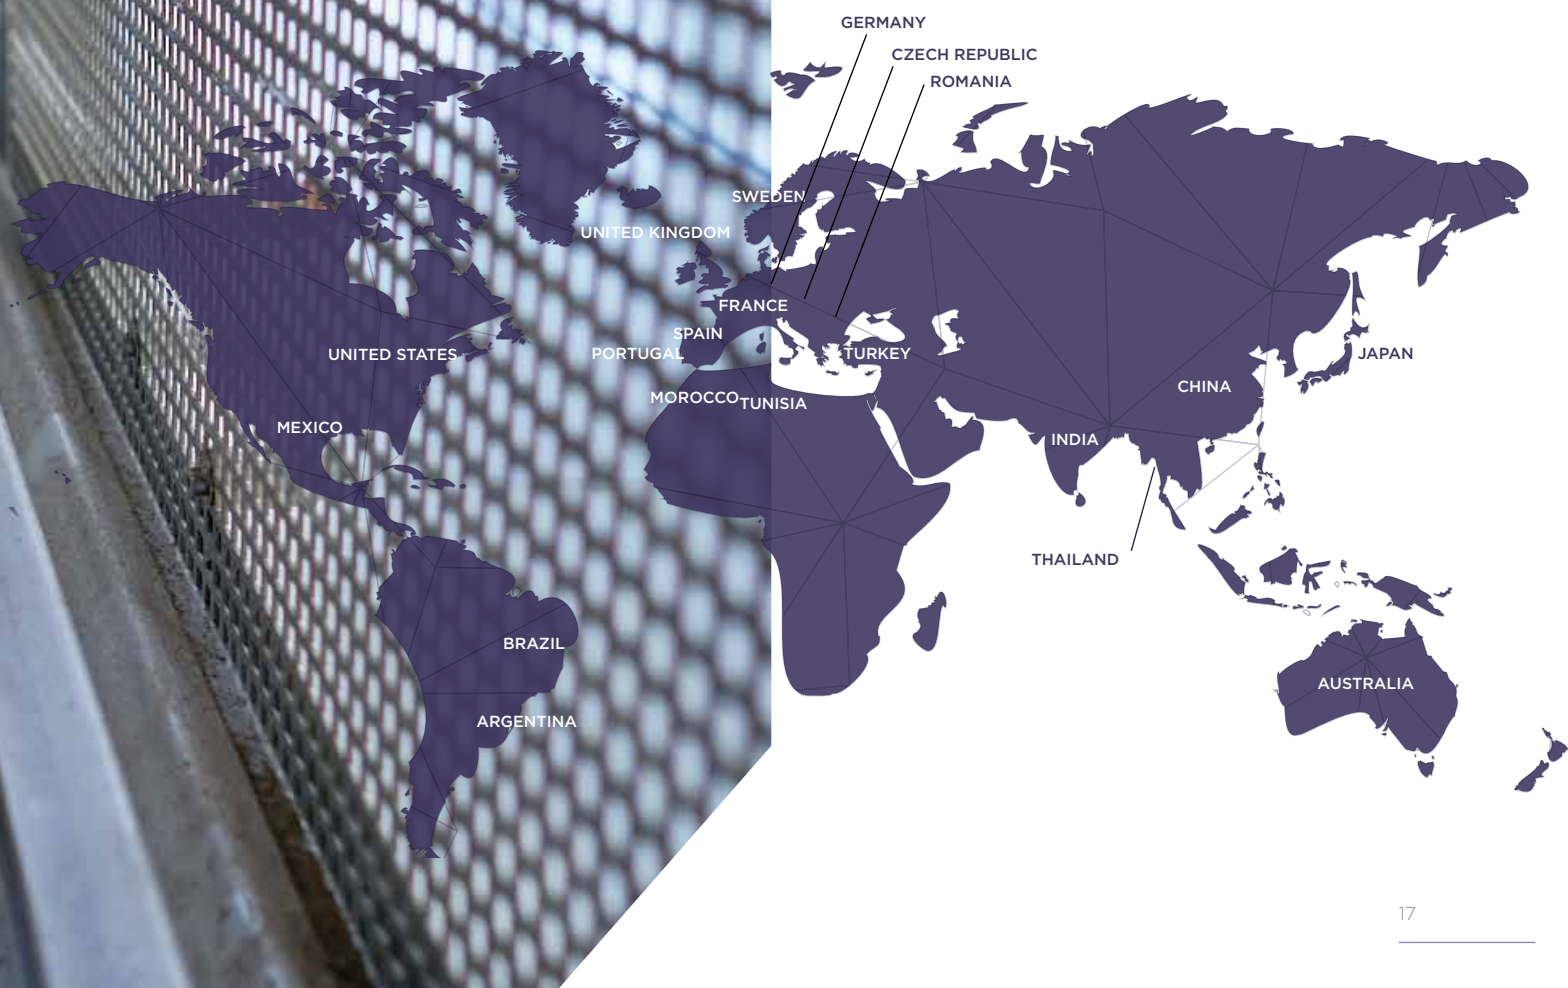 GERMANY
CZECH REPUBLIC
ROMANIA
SWEDEN
UNITED KINGDOM
FRANCE
SPAIN
UNITED STATES
PORTUGAL
TURKEY
JAPAN
CHINA
MOROCCO
TUNISIA
MEXICO
INDIA
THAILAND
BRAZIL
AUSTRALIA
ARGENTINA
17